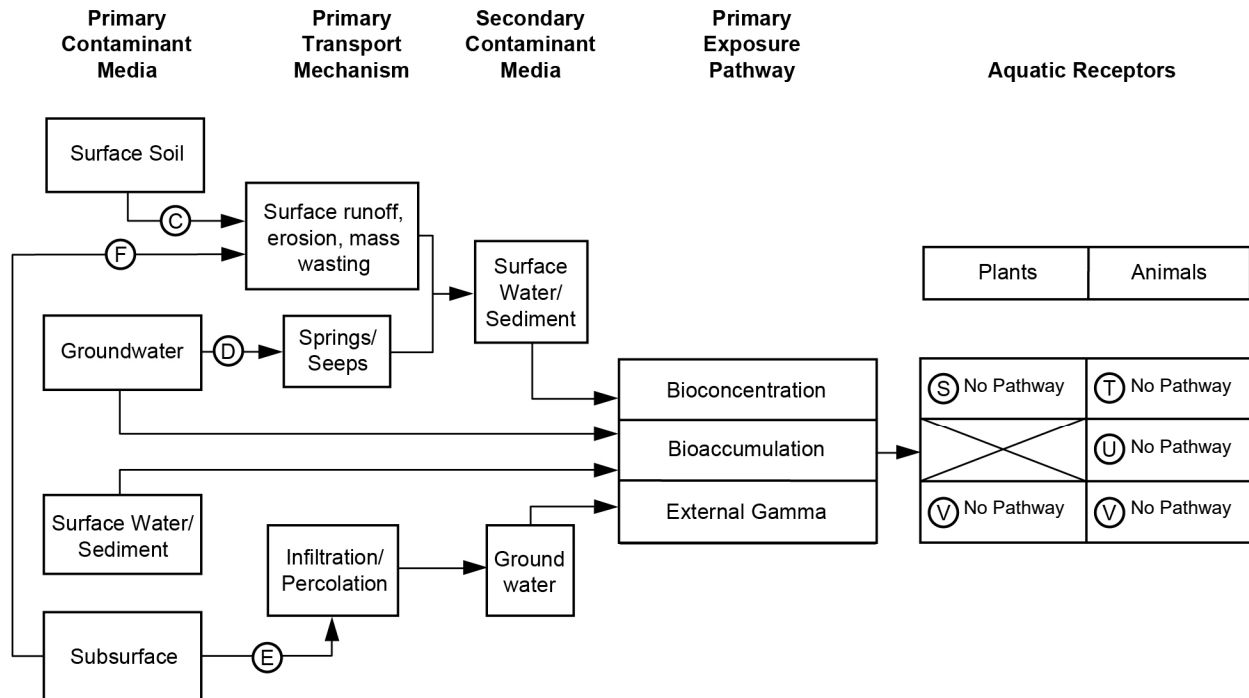 Primary
Contaminant
Media
Primary
Transport
Mechanism
Secondary
Contaminant
Media
Primary
Exposure
Pathway
Aquatic Receptors
Surface Soil
C
F
Surface runoff,
erosion, mass
wasting
Surface
Water/
Sediment
Plants
Animals
Groundwater
D
Springs/
Seeps
Bioconcentration
S No Pathway
T No Pathway
Bioaccumulation
U No Pathway
Surface Water/
Sediment
External Gamma
V No Pathway
V No Pathway
Infiltration/
Percolation
Ground
water
Subsurface
E